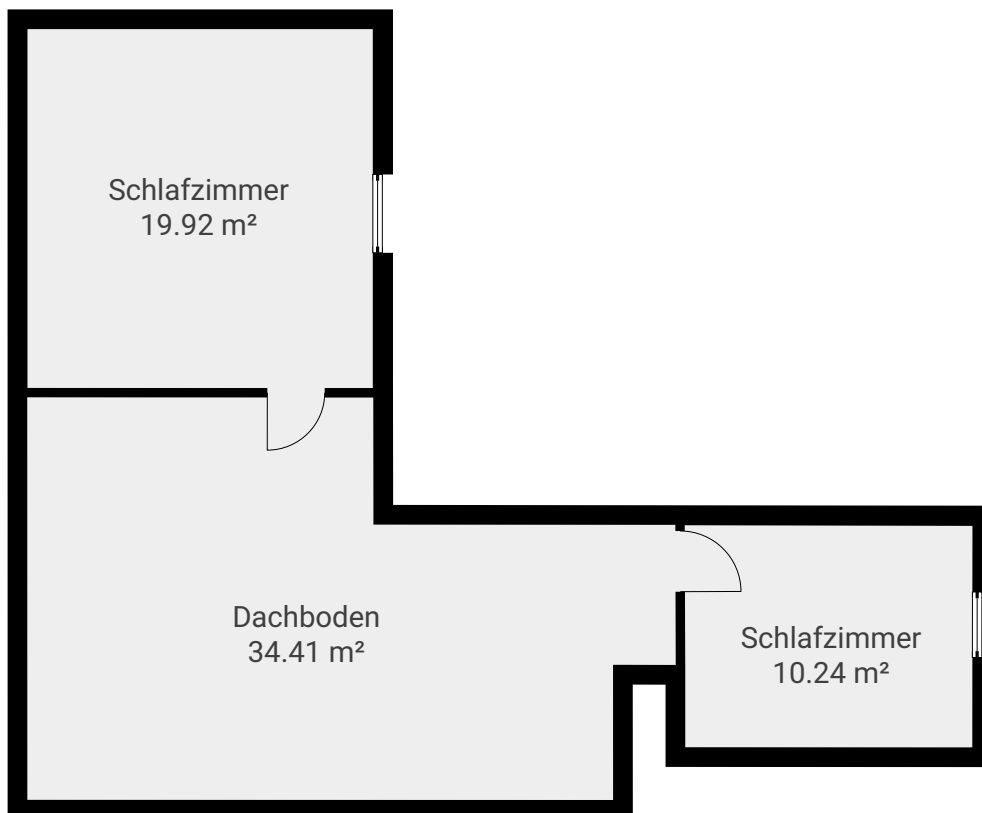 Schlafzimmer
19.92 m²
Dachboden
34.41 m²
Schlafzimmer
10.24 m²